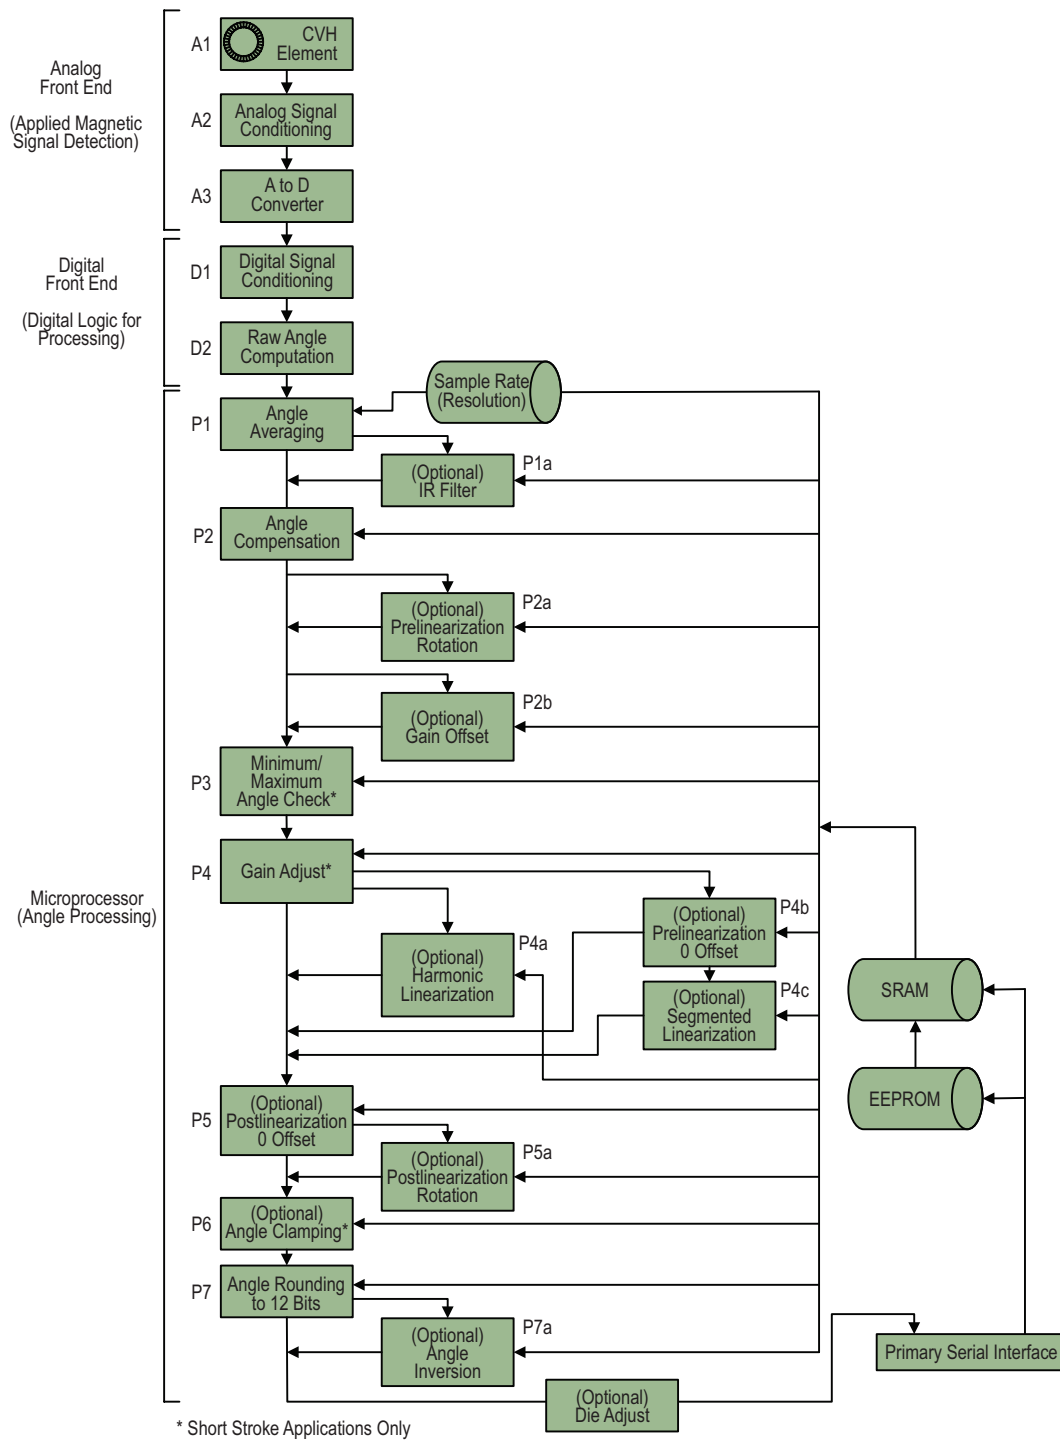 Analog
Front End
(Applied Magnetic
Signal Detection)
A1
CVH
Element
A2
Analog Signal
Conditioning
A3
A to D
Converter
Digital
Front End
(Digital Logic for
Processing)
D1
Digital Signal
Conditioning
D2
Raw Angle
Computation
Sample Rate
(Resolution)
P1
Angle
Averaging
P1a
(Optional)
IR Filter
P2
Angle
Compensation
P2a
(Optional)
Prelinearization
Rotation
P2b
(Optional)
Gain Offset
P3
Minimum/
Maximum
Angle Check*
P4
Gain Adjust*
Microprocessor
(Angle Processing)
P4a
(Optional)
Harmonic
Linearization
P4b
(Optional)
Prelinearization
0 Offset
P4c
(Optional)
Segmented
Linearization
SRAM
EEPROM
P5
(Optional)
Postlinearization
0 Offset
P5a
(Optional)
Postlinearization
Rotation
P6
(Optional)
Angle Clamping*
P7
Angle Rounding
to 12 Bits
P7a
(Optional)
Angle
Inversion
Primary Serial Interface
(Optional)
Die Adjust
* Short Stroke Applications Only